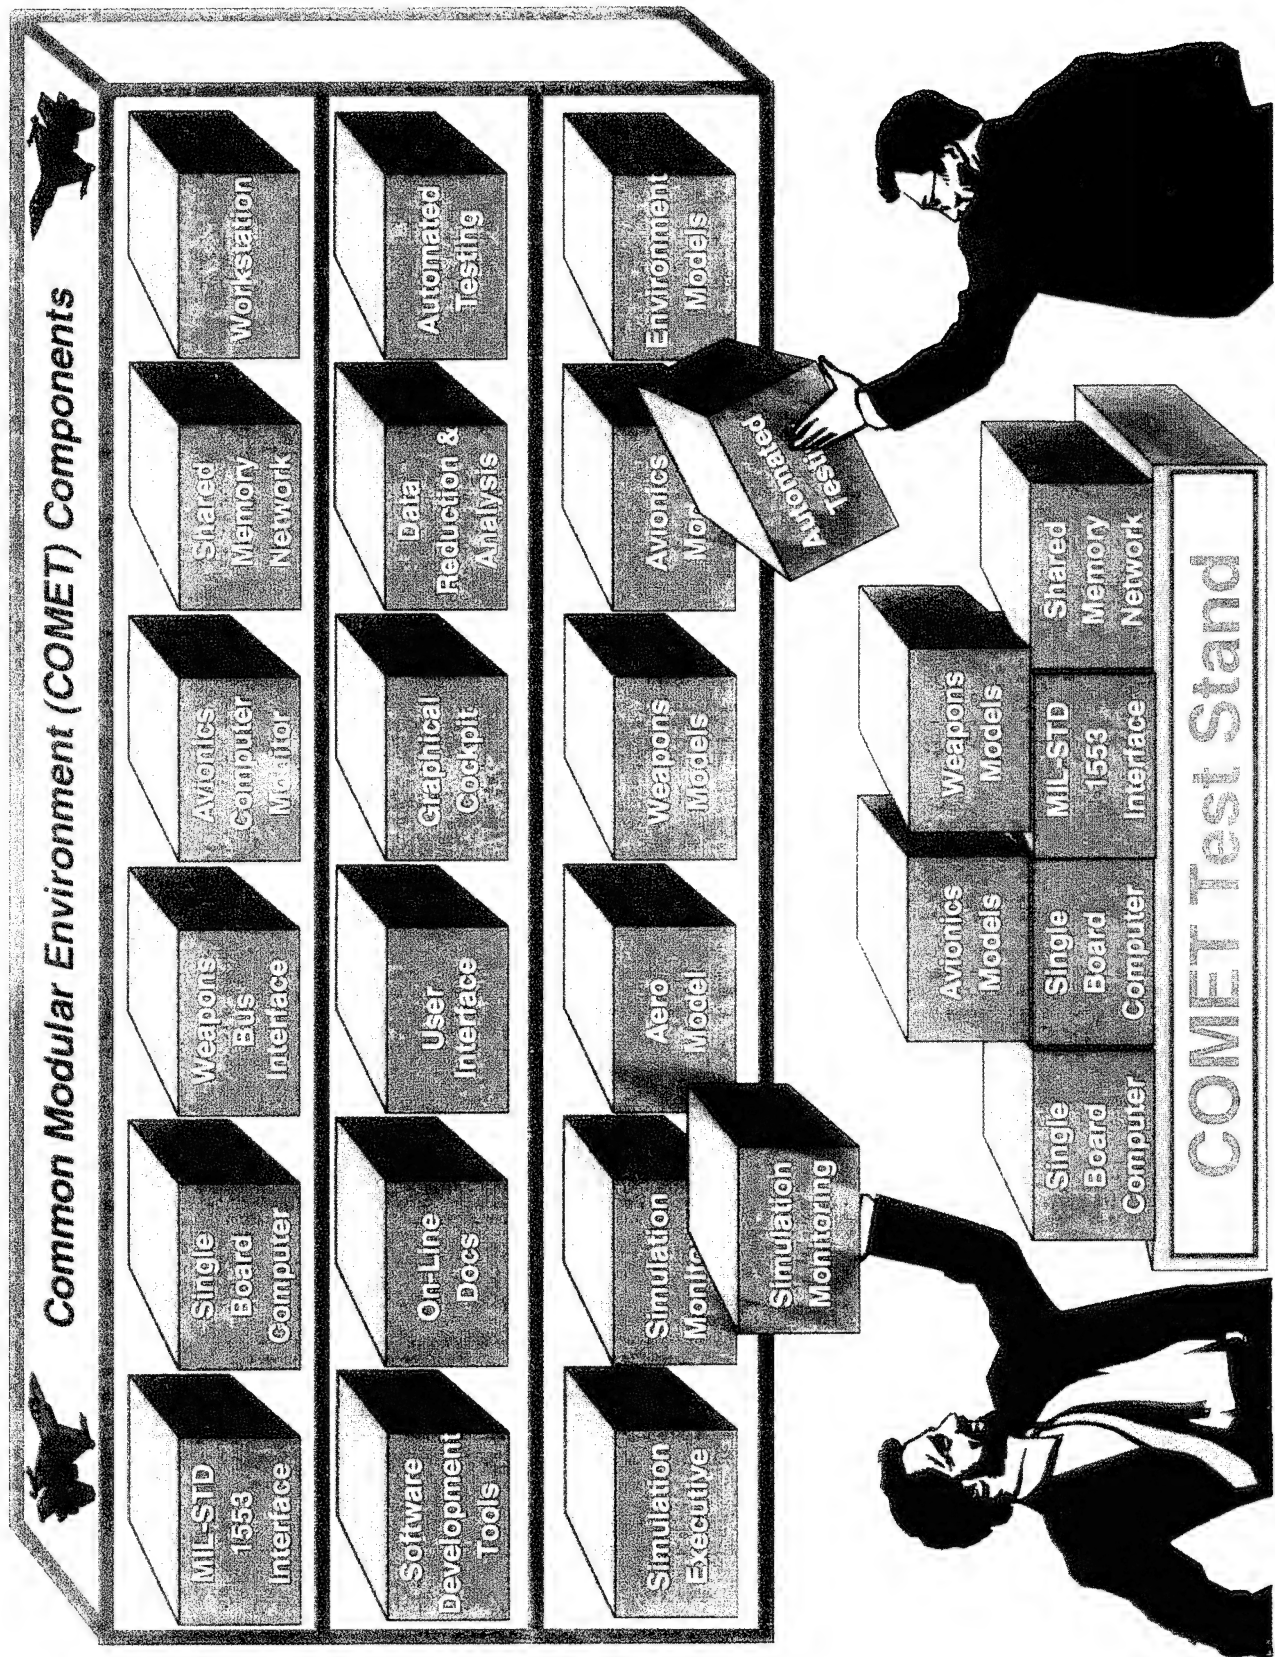 Common Modular Environment (COMET) Components
MIL-STD
1553
Interface
Single
Board
Computer
Weapons
Bus
Interface
Avionics
Computer
Monitor
Shared
Memory
Network
Workstation
Software
Development
Tools
On-Line
Docs
User
Interface
Graphical
Cockpit
Data
Reduction &
Analysis
Automated
Testing
Simulation
Executive
Simulation
Monitor
Aero
Model
Weapons
Models
Avionics
Mod
Environment
Models
Simulation
Monitoring
Automated
Testi
Avionics
Models
Weapons
Models
Single
Board
Computer
Single
Board
Computer
MIL-STD
1553
Interface
Shared
Memory
Network
COMET Test Stand